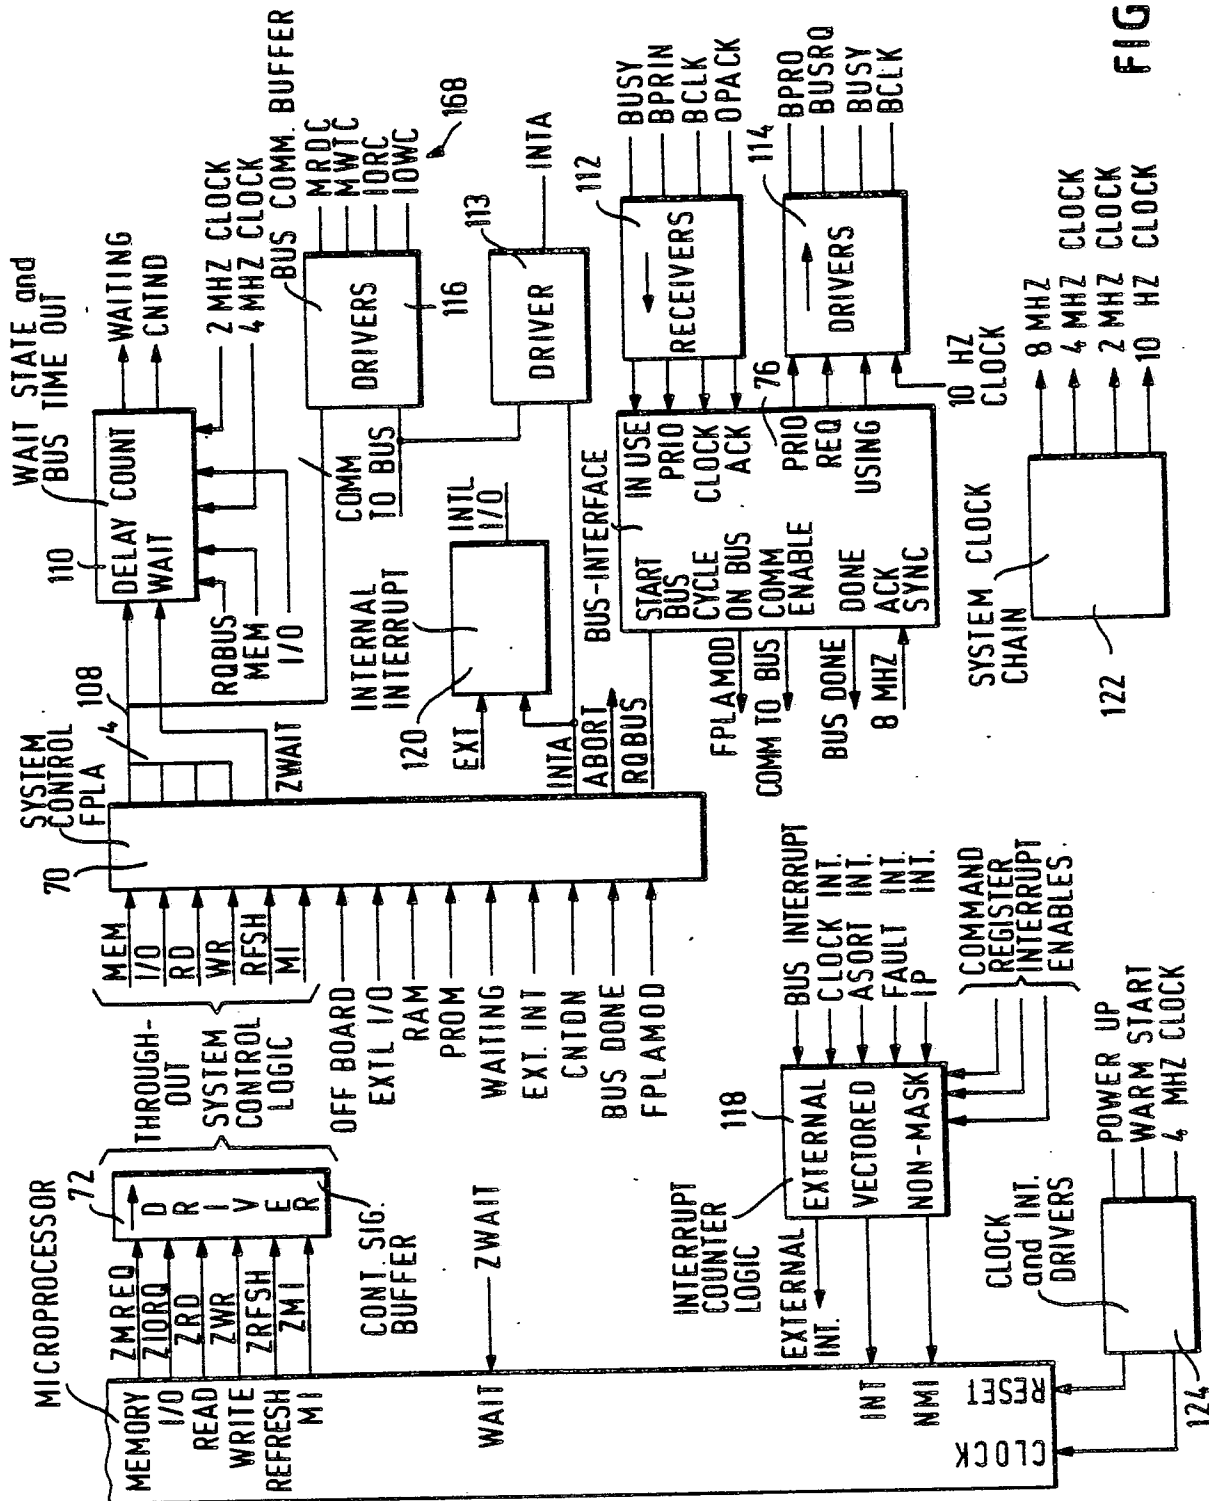 MICROPROCESSOR
MEMORY
I/O
READ
WRITE
REFRESH
MI
WAIT
INT
NMI
RESET
CLOCK
ZMREQ
ZIORQ
ZRD
ZWR
ZRFSH
ZMI
ZWAIT
72
DRIVER
CONT. SIG.
BUFFER
THROUGH-
OUT
SYSTEM
CONTROL
LOGIC
MEM
I/O
RD
WR
RFSH
MI
OFF BOARD
EXTL I/O
RAM
PROM
WAITING
EXT. INT
CNTDN
BUS DONE
FPLAMOD
SYSTEM
CONTROL
FPLA
70
4
108
ZWAIT
INTA
ABORT
RQBUS
INTERRUPT
COUNTER
LOGIC
118
EXTERNAL
VECTORED
NON-MASK
EXTERNAL
INT.
BUS INTERRUPT
CLOCK INT.
ASORT INT.
FAULT INT.
IP INT.
COMMAND
REGISTER
INTERRUPT
ENABLES.
CLOCK
and INT.
DRIVERS
124
POWER UP
WARM START
4 MHZ CLOCK
WAIT STATE and
BUS TIME OUT
110
DELAY COUNT
WAIT
WAITING
CNTND
2 MHZ CLOCK
4 MHZ CLOCK
RQBUS
MEM
I/O
BUS COMM. BUFFER
DRIVERS
116
MRDC
MWTC
IORC
IOWC
168
COMM
TO BUS
113
DRIVER
INTA
INTERNAL
INTERRUPT
120
EXT
INTL
I/O
BUS-INTERFACE
START
BUS
CYCLE
ON BUS
COMM
ENABLE
DONE
ACK
SYNC
IN USE
PRIO
CLOCK
ACK
76
PRIO
REQ
USING
FPLAMOD
COMM TO BUS
BUS DONE
8 MHZ
112
RECEIVERS
BUSY
BPRIN
BCLK
OPACK
114
DRIVERS
BPRO
BUSRQ
BUSY
BCLK
10 HZ
CLOCK
SYSTEM CLOCK
CHAIN
122
8 MHZ
4 MHZ CLOCK
2 MHZ CLOCK
10 HZ CLOCK
FIG